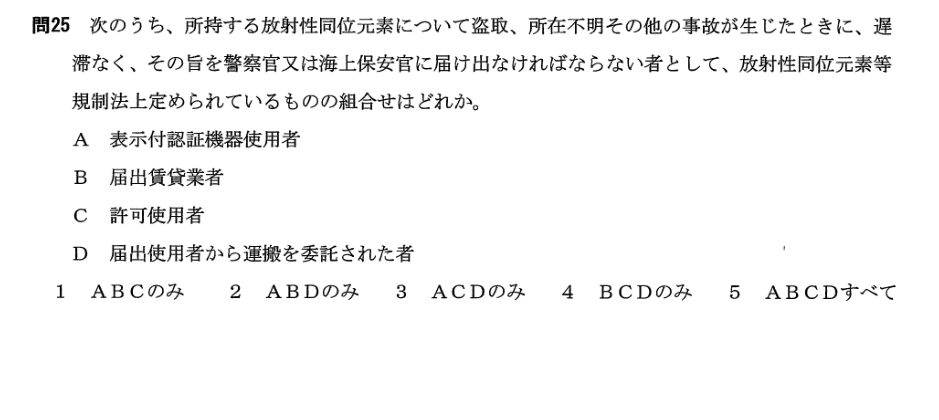 問25 次のうち、所持する放射性同位元素について盗取、所在不明その他の事故が生じたときに、遅
滞なく、その旨を警察官又は海上保安官に届け出なければならない者として、放射性同位元素等
規制法上定められているものの組合せはどれか。
A 表示付認証機器使用者
B 届出賃貸業者
C 許可使用者
D 届出使用者から運搬を委託された者
1 ABCのみ 2 ABDのみ 3 ACDのみ 4 BCDのみ 5 ABCDすべて